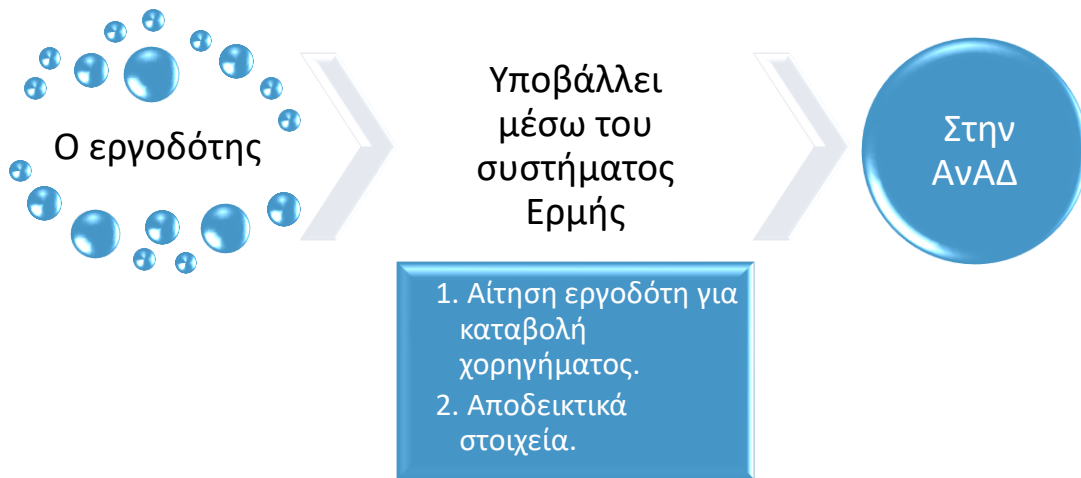 Ο εργοδότης
Υποβάλλει
μέσω του
συστήματος
Ερμής
1. Αίτηση εργοδότη για
καταβολή
χορηγήματος.
2. Αποδεικτικά
στοιχεία.
Στην
ΑνΑΔ